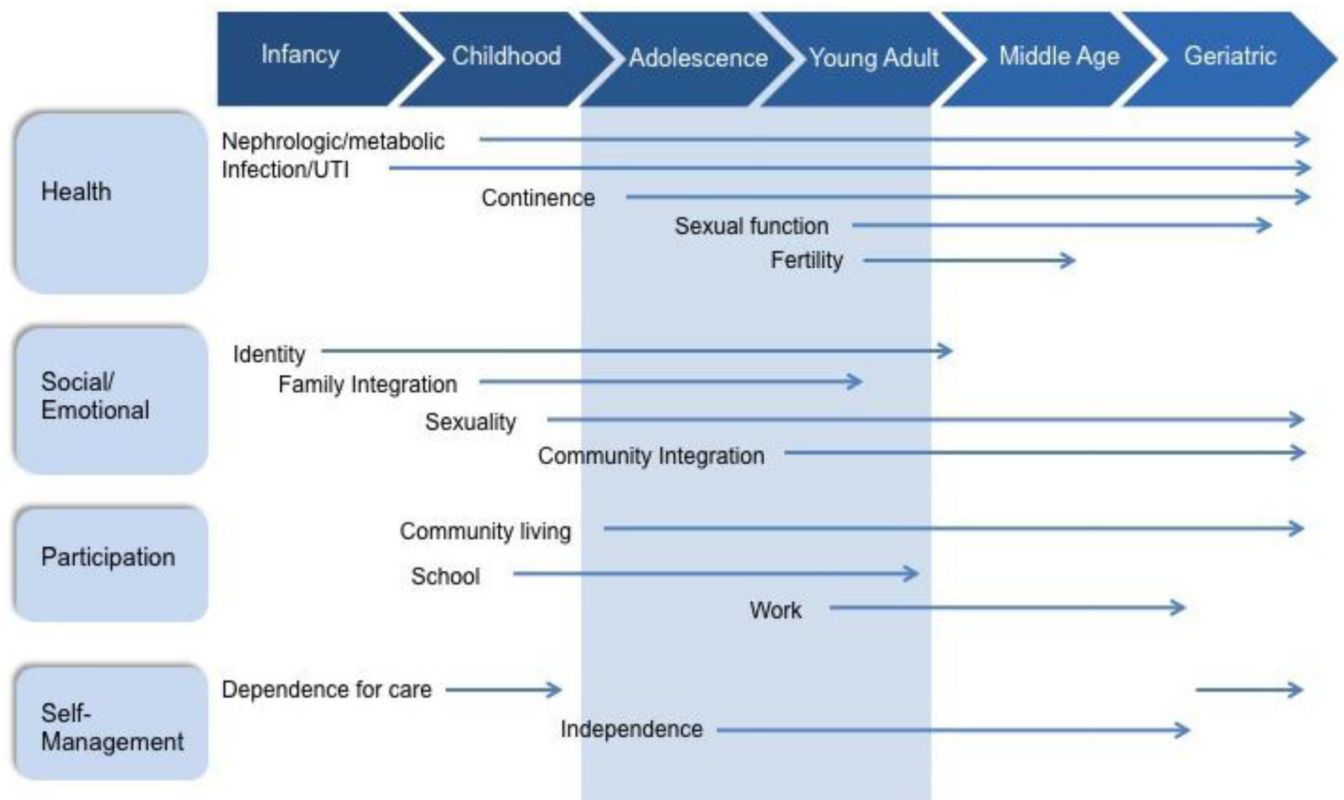 Infancy
Childhood
Adolescence
Young Adult
Middle Age
Geriatric
Health
Nephrologic/metabolic
Infection/UTI
Continence
Sexual function
Fertility
Social/
Emotional
Identity
Family Integration
Sexuality
Community Integration
Participation
Community living
School
Work
Self-
Management
Dependence for care
Independence